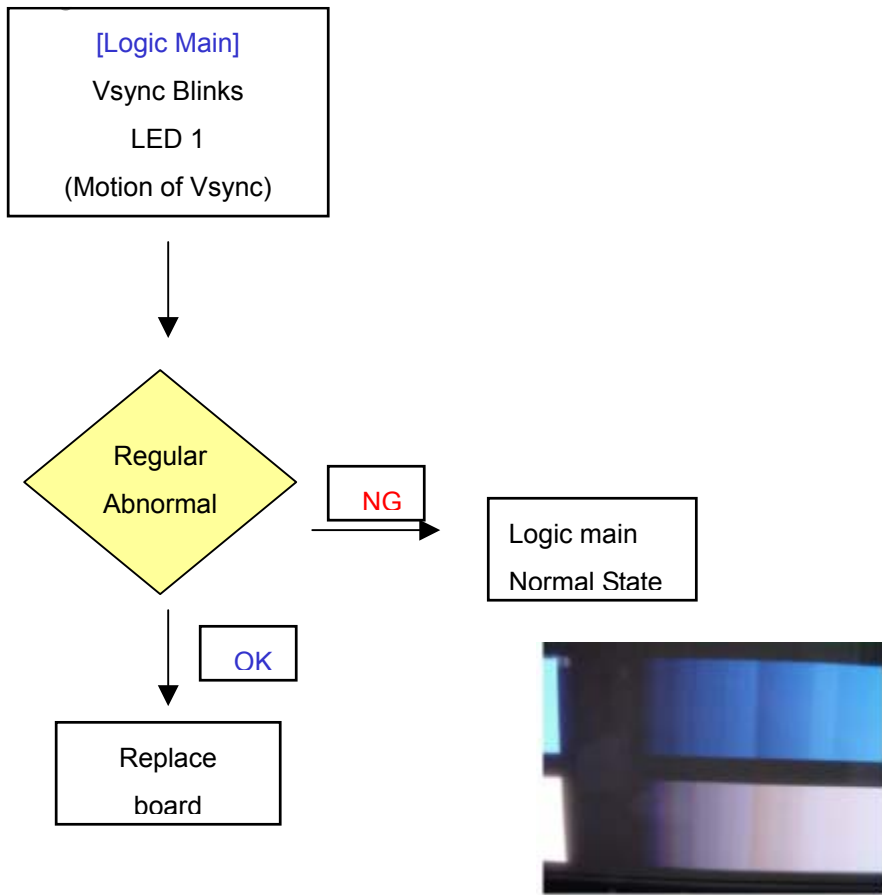 [Logic Main]
Vsync Blinks
LED 1
(Motion of Vsync)
Regular
Abnormal
NG
Logic main
Normal State
OK
Replace
board